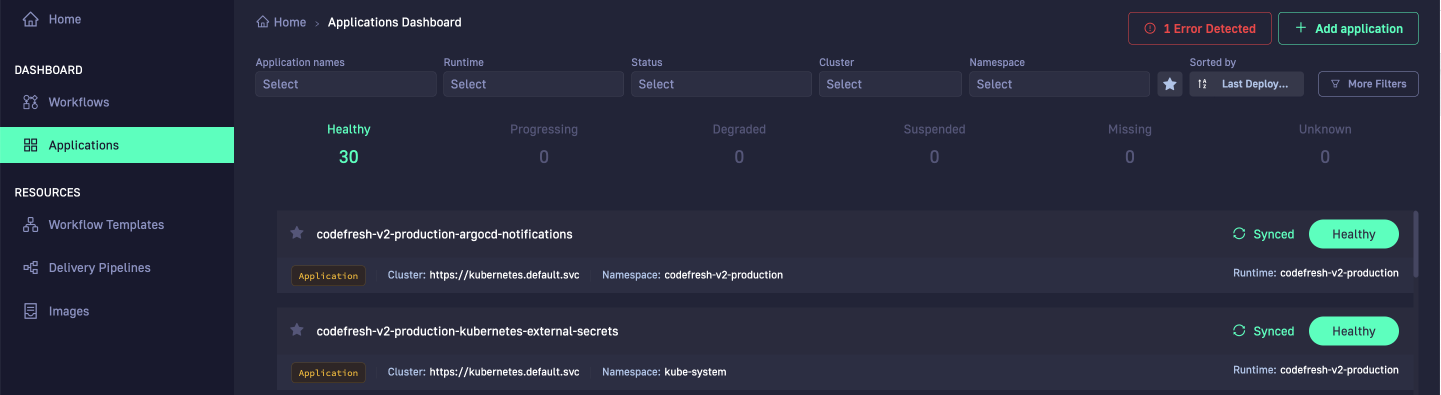 Home
DASHBOARD
Workflows
Applications
RESOURCES
Workflow Templates
Delivery Pipelines
Images
Home › Applications Dashboard
1 Error Detected
+ Add application
Application names Runtime Status Cluster Namespace Sorted by
Select Select Select Select Select Last Deploy... More Filters
Healthy Progressing Degraded Suspended Missing Unknown
30 0 0 0 0 0
codefresh-v2-production-argocd-notifications Synced Healthy
Application Cluster: https://kubernetes.default.svc Namespace: codefresh-v2-production Runtime: codefresh-v2-production
codefresh-v2-production-kubernetes-external-secrets Synced Healthy
Application Cluster: https://kubernetes.default.svc Namespace: kube-system Runtime: codefresh-v2-production